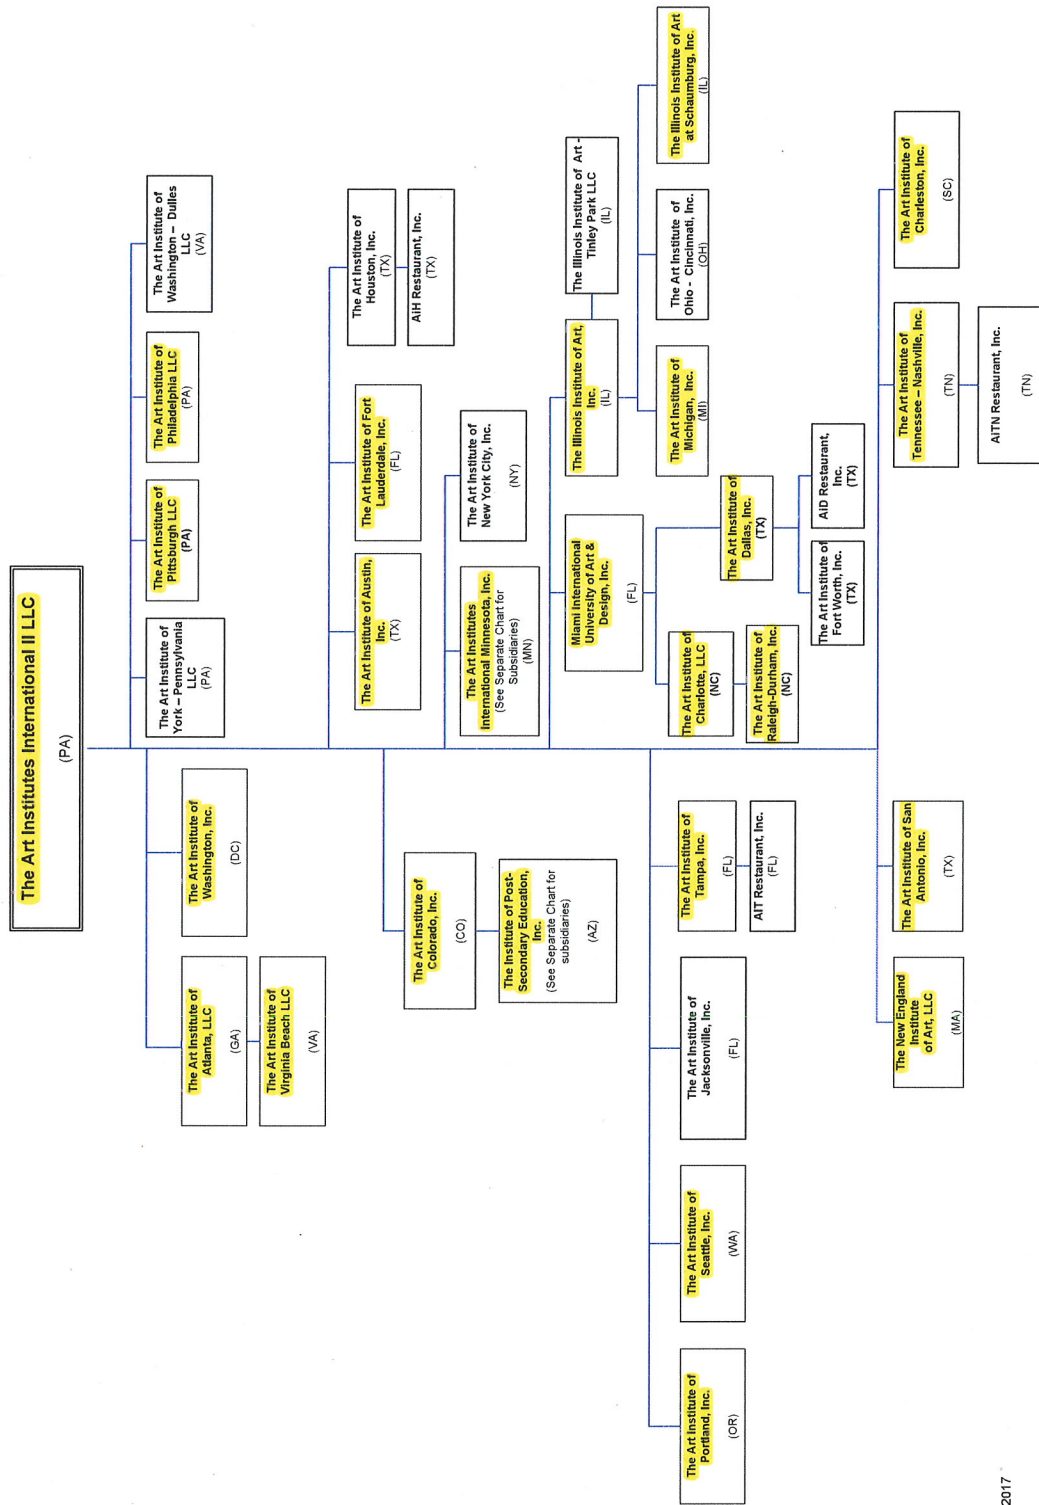 The Art Institutes International II LLC
(PA)
The Art Institute of
York – Pennsylvania
LLC
(PA)
The Art Institute of
Pittsburgh LLC
(PA)
The Art Institute of
Philadelphia LLC
(PA)
The Art Institute of
Washington – Dulles
LLC
(VA)
The Art Institute of
Atlanta, LLC
(GA)
The Art Institute of
Virginia Beach LLC
(VA)
The Art Institute of
Washington, Inc.
(DC)
The Art Institute of Austin,
Inc.
(TX)
The Art Institute of Fort
Lauderdale, Inc.
(FL)
The Art Institute of
Houston, Inc.
(TX)
AiH Restaurant, Inc.
(TX)
The Art Institute of
Colorado, Inc.
(CO)
The Institute of Post-
Secondary Education,
Inc.
(See Separate Chart for
subsidiaries)
(AZ)
The Art Institutes
International Minnesota, Inc.
(See Separate Chart for
Subsidiaries)
(MN)
The Art Institute of
New York City, Inc.
(NY)
Miami International
University of Art &
Design, Inc.
(FL)
The Illinois Institute of Art,
Inc.
(IL)
The Illinois Institute of Art -
Tinley Park LLC
(IL)
The Art Institute of
Michigan, Inc.
(MI)
The Art Institute of
Ohio - Cincinnati, Inc.
(OH)
The Illinois Institute of Art
at Schaumburg, Inc.
(IL)
The Art Institute of
Charlotte, LLC
(NC)
The Art Institute of
Raleigh-Durham, Inc.
(NC)
The Art Institute of
Dallas, Inc.
(TX)
The Art Institute of
Fort Worth, Inc.
(TX)
AiD Restaurant,
Inc.
(TX)
The Art Institute of
Portland, Inc.
(OR)
The Art Institute of
Seattle, Inc.
(WA)
The Art Institute of
Jacksonville, Inc.
(FL)
The Art Institute of
Tampa, Inc.
(FL)
AIT Restaurant, Inc.
(FL)
The New England
Institute
of Art, LLC
(MA)
The Art Institute of San
Antonio, Inc.
(TX)
The Art Institute of
Tennessee – Nashville, Inc.
(TN)
AiTN Restaurant, Inc.
(TN)
The Art Institute of
Charleston, Inc.
(SC)
2017